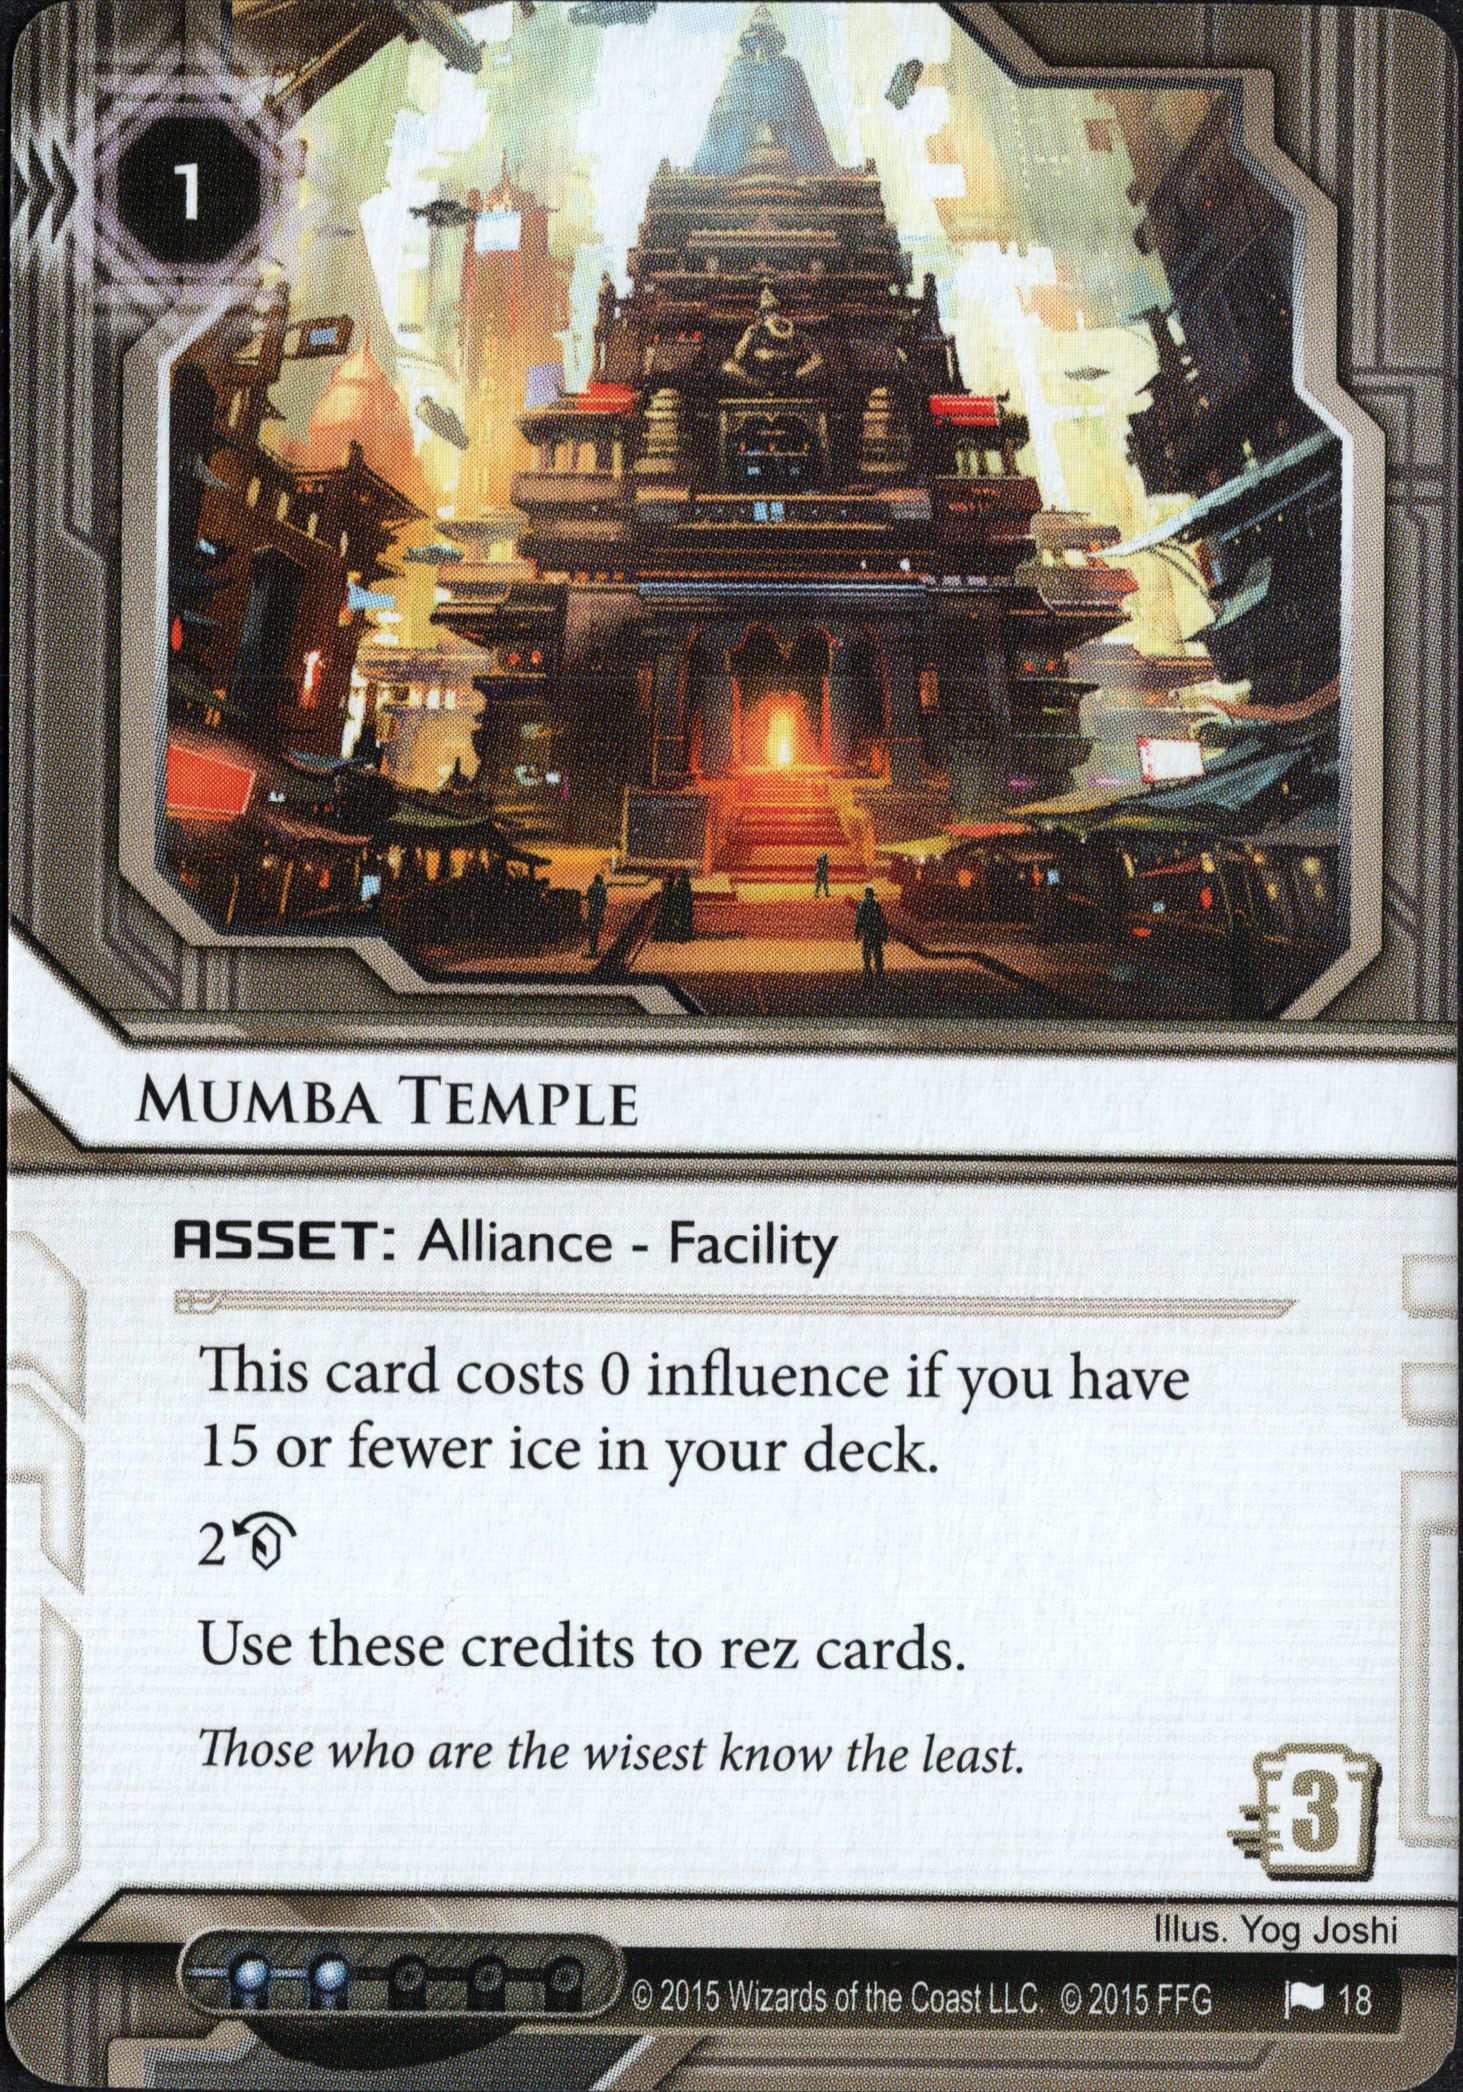 1
MUMBA TEMPLE
ASSET: Alliance - Facility
This card costs 0 influence if you have
15 or fewer ice in your deck.
2
Use these credits to rez cards.
Those who are the wisest know the least.
3
Illus. Yog Joshi
© 2015 Wizards of the Coast LLC. © 2015 FFG 18